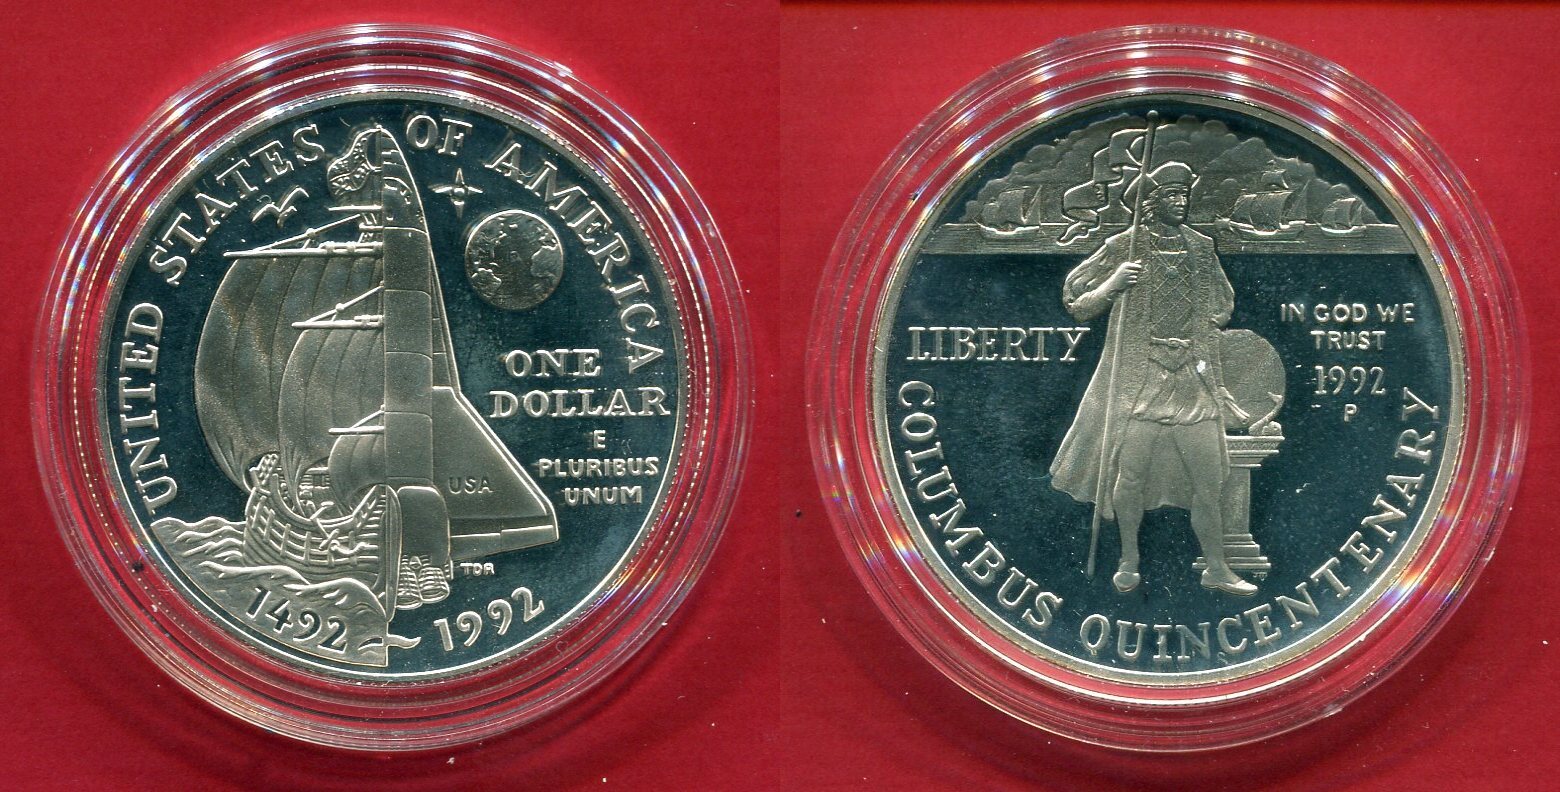 UNITED STATES OF AMERICA
ONE
DOLLAR
E
PLURIBUS
UNUM
USA
TDR
1492 1992
LIBERTY
IN GOD WE
TRUST
1992
P
COLUMBUS QUINCENTENARY